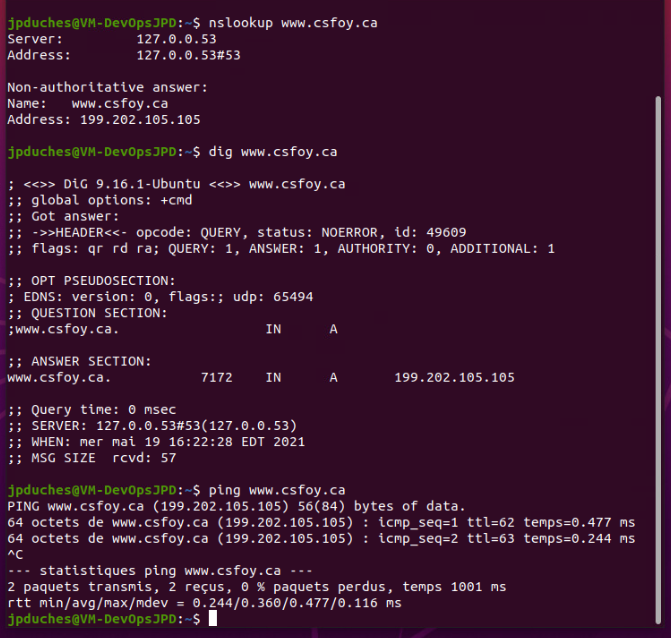 jpduches@VM-DevOpsJPD:~$ nslookup www.csfoy.ca
Server:         127.0.0.53
Address:        127.0.0.53#53
Non-authoritative answer:
Name:   www.csfoy.ca
Address: 199.202.105.105
jpduches@VM-DevOpsJPD:~$ dig www.csfoy.ca
; <<>> DiG 9.16.1-Ubuntu <<>> www.csfoy.ca
;; global options: +cmd
;; Got answer:
;; ->>HEADER<<- opcode: QUERY, status: NOERROR, id: 49609
;; flags: qr rd ra; QUERY: 1, ANSWER: 1, AUTHORITY: 0, ADDITIONAL: 1
;; OPT PSEUDOSECTION:
; EDNS: version: 0, flags:; udp: 65494
;; QUESTION SECTION:
;www.csfoy.ca.                  IN      A
;; ANSWER SECTION:
www.csfoy.ca.           7172    IN      A       199.202.105.105
;; Query time: 0 msec
;; SERVER: 127.0.0.53#53(127.0.0.53)
;; WHEN: mer mai 19 16:22:28 EDT 2021
;; MSG SIZE  rcvd: 57
jpduches@VM-DevOpsJPD:~$ ping www.csfoy.ca
PING www.csfoy.ca (199.202.105.105) 56(84) bytes of data.
64 octets de www.csfoy.ca (199.202.105.105) : icmp_seq=1 ttl=62 temps=0.477 ms
64 octets de www.csfoy.ca (199.202.105.105) : icmp_seq=2 ttl=63 temps=0.244 ms
^C
--- statistiques ping www.csfoy.ca ---
2 paquets transmis, 2 reçus, 0 % paquets perdus, temps 1001 ms
rtt min/avg/max/mdev = 0.244/0.360/0.477/0.116 ms
jpduches@VM-DevOpsJPD:~$